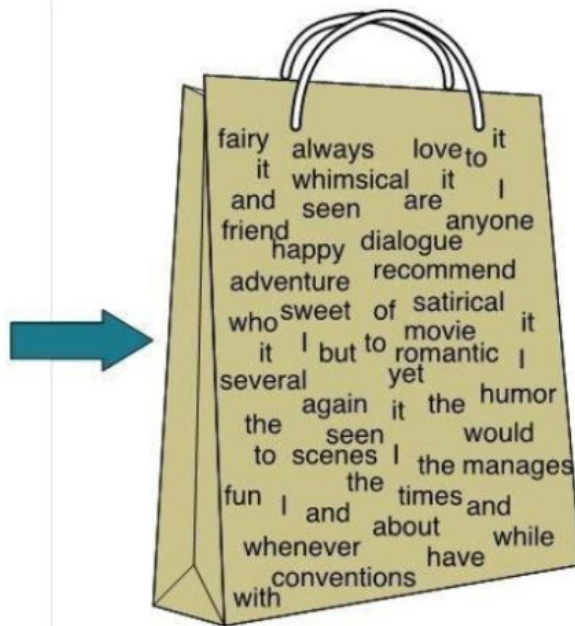 fairy always love to it
it whimsical it I
and seen are anyone
friend happy dialogue
adventure recommend
who sweet of satirical it
it I but to movie romantic I
several yet
again it the humor
the seen would
to scenes I the manages
fun I and the times and
whenever about have while
with conventions